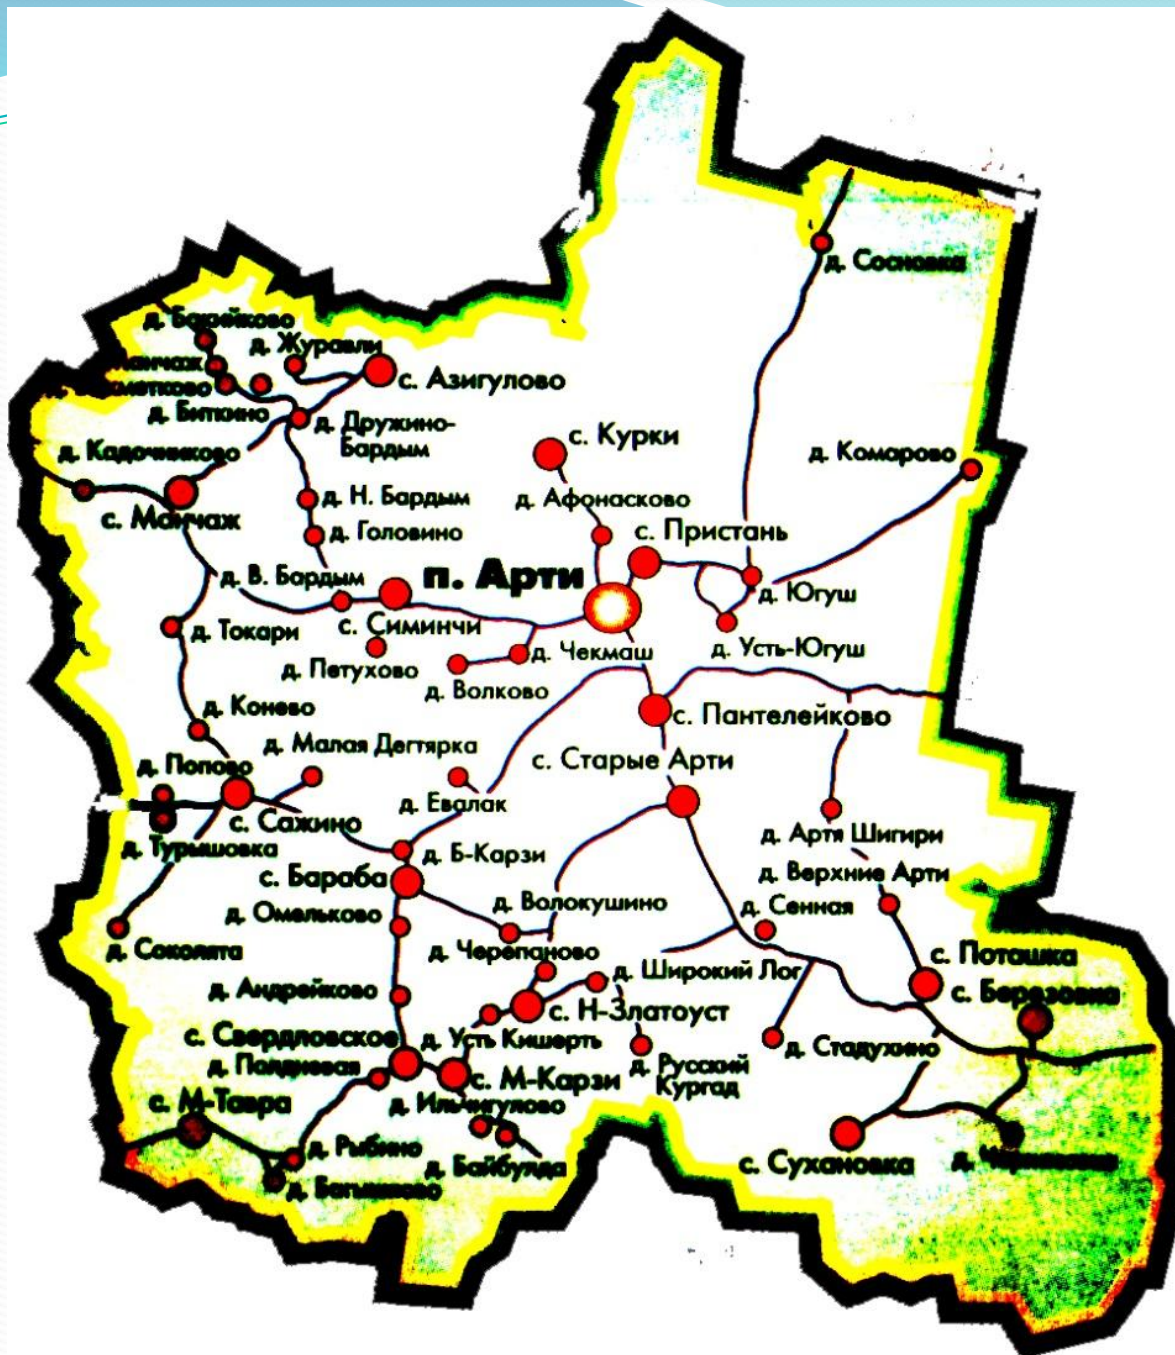 д. Сосновка
д. Бакийково
д. Журавли
с. Азигулово
д. Биткино
д. Дружино-
Бардым
с. Курки
д. Кадочниково
д. Комарово
д. Н. Бардым
д. Афонасково
с. Манчаж
д. Головино
с. Пристань
д. В. Бардым
п. Арти
д. Югуш
д. Токари
с. Симинчи
д. Петухово
д. Чекмаш
д. Усть-Югуш
д. Волково
д. Конево
с. Пантелейково
д. Малая Дегтярка
д. Попово
с. Старые Арти
д. Евалак
с. Сажино
д. Турышовка
д. Артя Шигири
д. Б-Карзи
с. Бараба
д. Верхние Арти
д. Омельково
д. Волокушино
д. Сенная
д. Соколята
д. Черепаново
с. Поташка
д. Широкий Лог
д. Андрейково
с. Березовка
с. Н-Златоуст
с. Свердловское
д. Усть Кишерть
д. Стадухино
д. Полдневая
с. М-Карзи
д. Русский
Кургад
с. М-Тавра
д. Ильчигулово
д. Рыбино
д. Байбулда
с. Сухановка
д.
д.